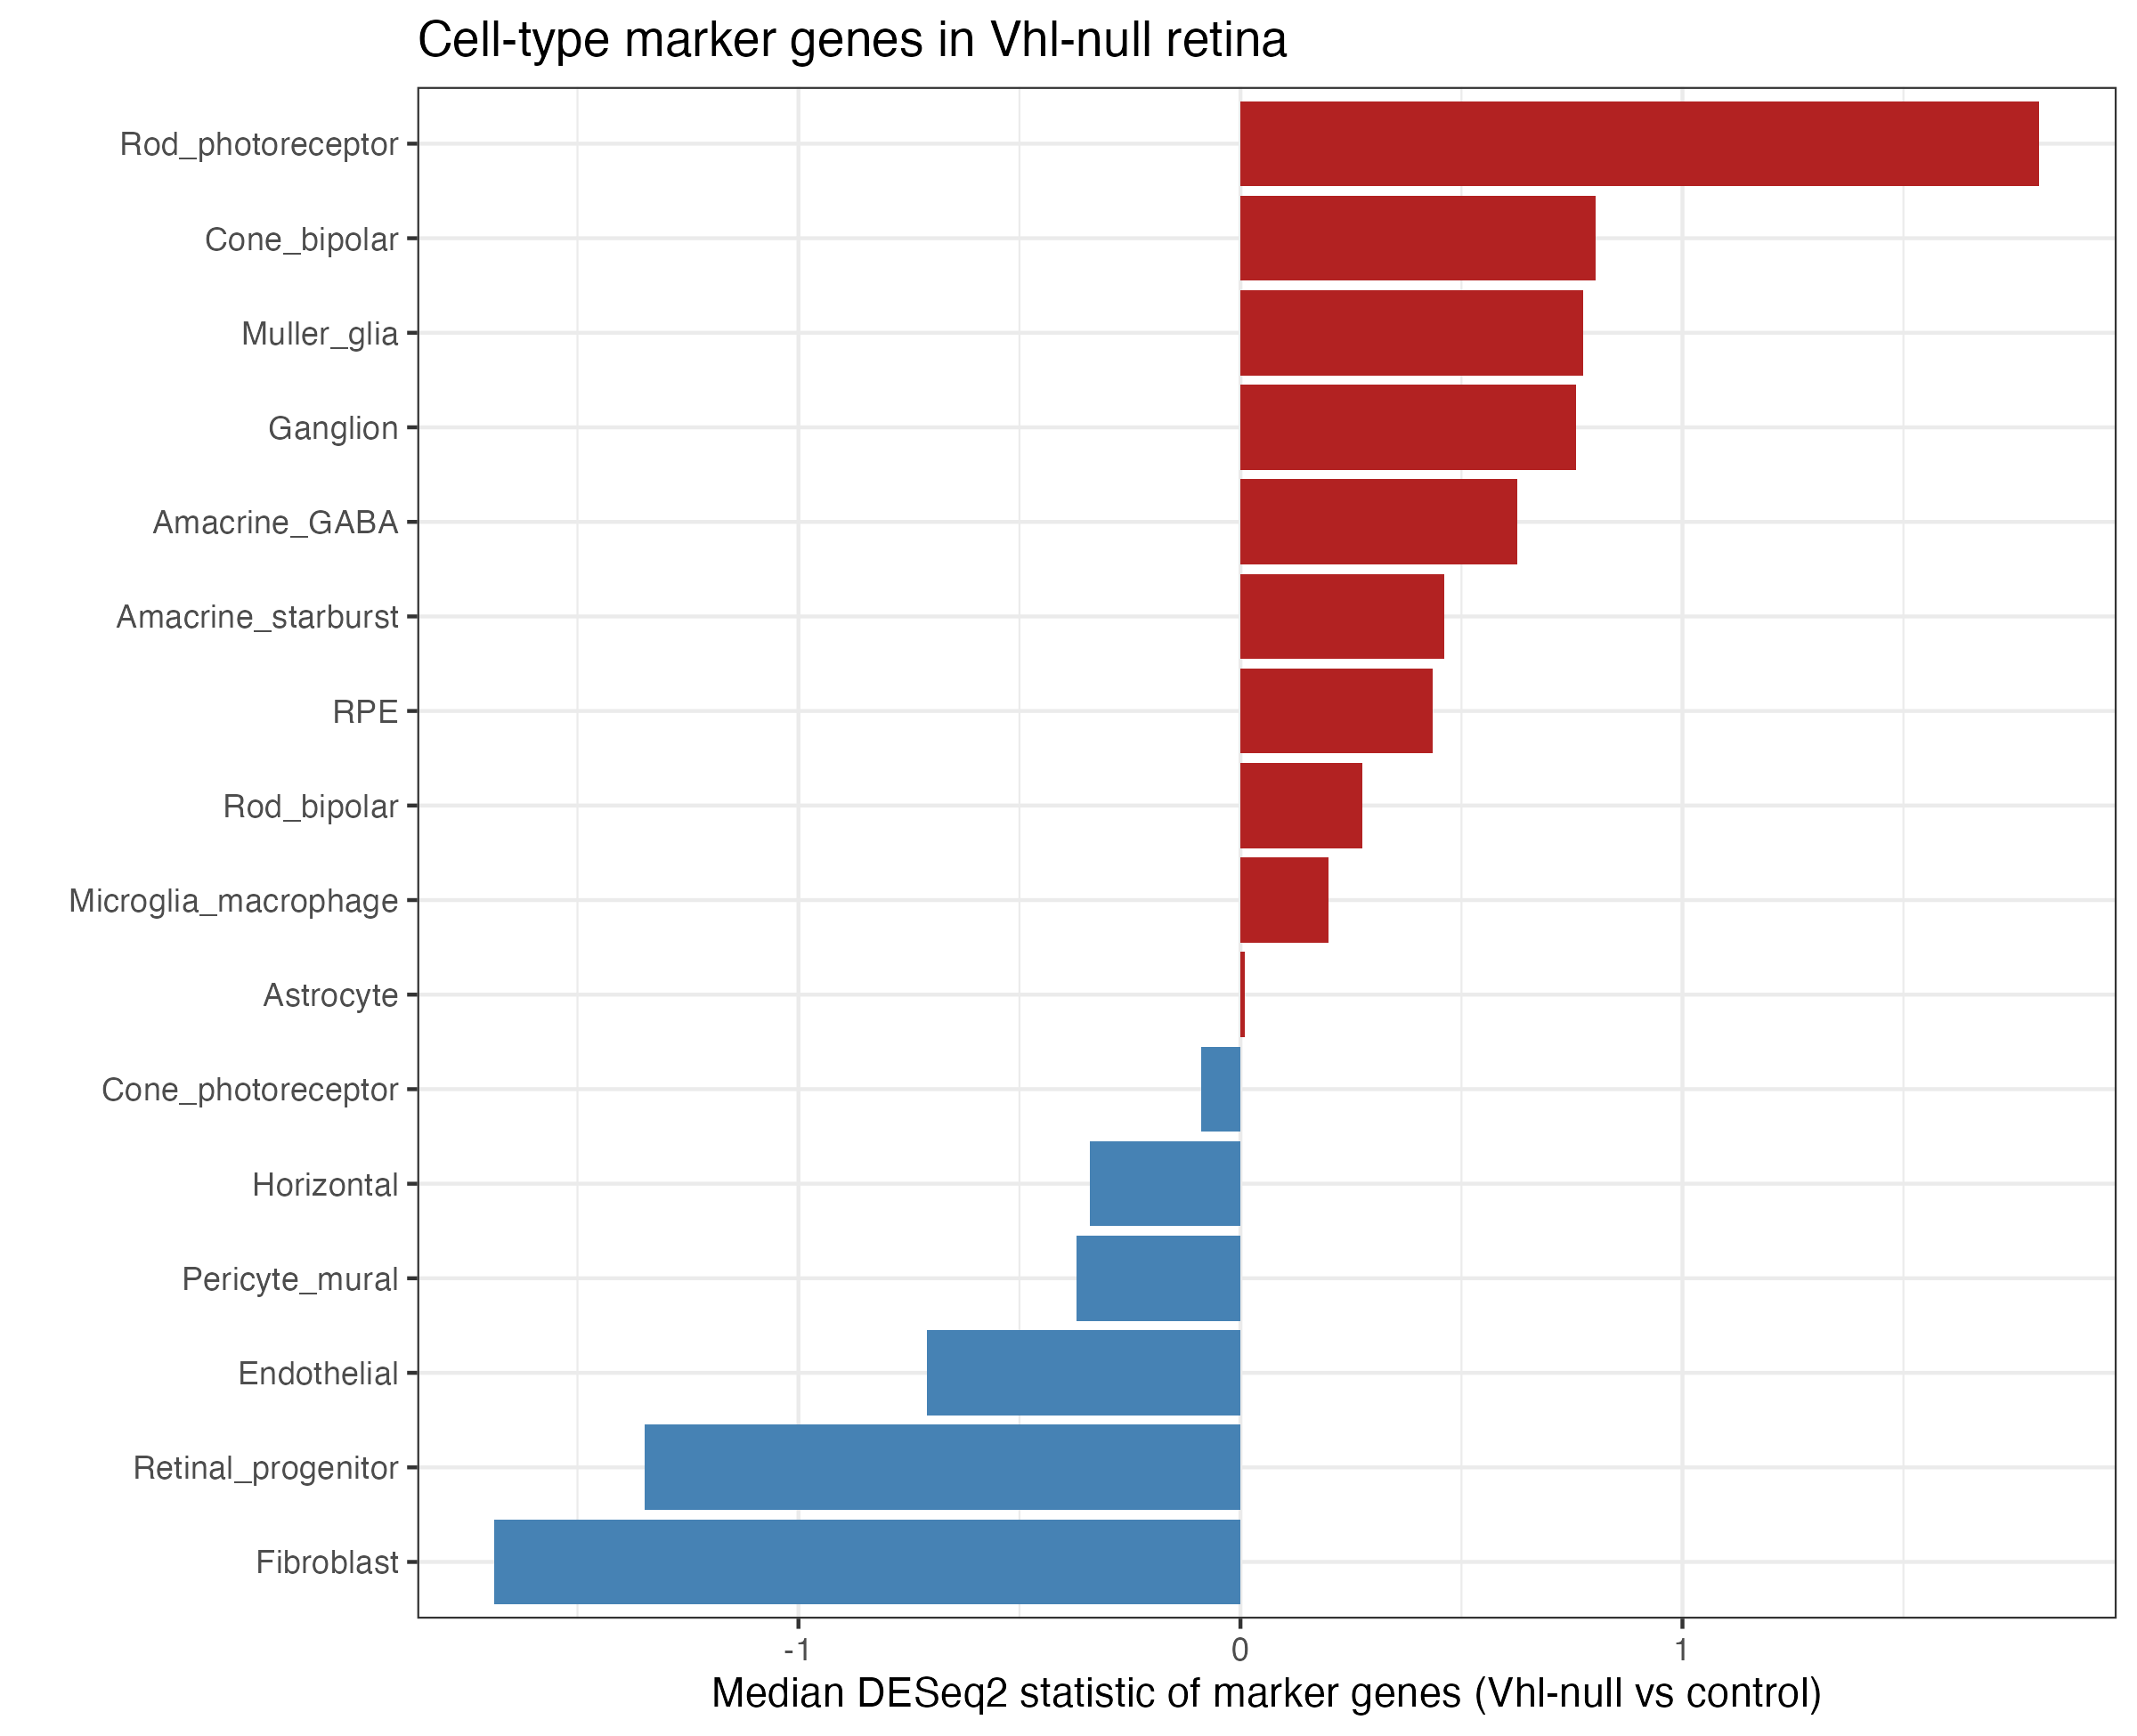 Cell-type marker genes in Vhl-null retina
Rod_photoreceptor
Cone_bipolar
Muller_glia
Ganglion
Amacrine_GABA
Amacrine_starburst
RPE
Rod_bipolar
Microglia_macrophage
Astrocyte
Cone_photoreceptor
Horizontal
Pericyte_mural
Endothelial
Retinal_progenitor
Fibroblast
-1 0 1
Median DESeq2 statistic of marker genes (Vhl-null vs control)